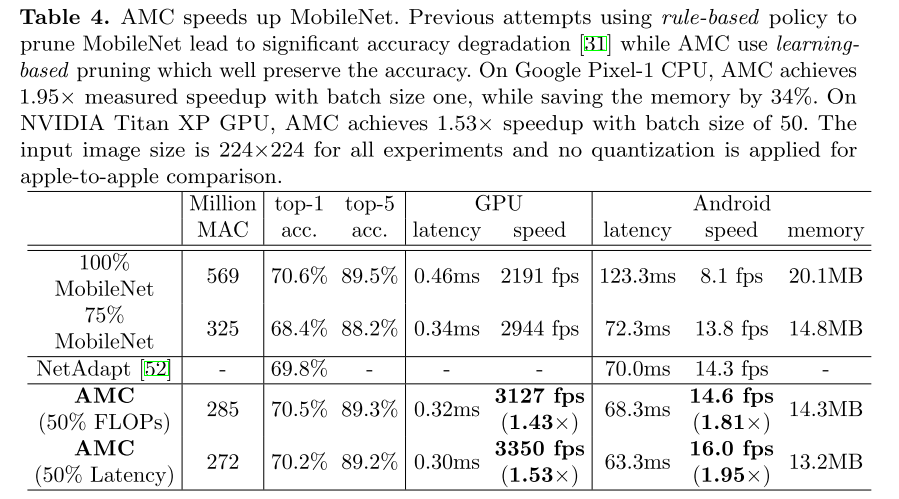 Table 4. AMC speeds up MobileNet. Previous attempts using rule-based policy to
prune MobileNet lead to significant accuracy degradation [31] while AMC use learning-
based pruning which well preserve the accuracy. On Google Pixel-1 CPU, AMC achieves
1.95× measured speedup with batch size one, while saving the memory by 34%. On
NVIDIA Titan XP GPU, AMC achieves 1.53× speedup with batch size of 50. The
input image size is 224×224 for all experiments and no quantization is applied for
apple-to-apple comparison.
Million top-1 top-5 GPU Android
MAC acc. acc. latency speed latency speed memory
100%
MobileNet 569 70.6% 89.5% 0.46ms 2191 fps 123.3ms 8.1 fps 20.1MB
75%
MobileNet 325 68.4% 88.2% 0.34ms 2944 fps 72.3ms 13.8 fps 14.8MB
NetAdapt [52] - 69.8% - - - 70.0ms 14.3 fps -
AMC 3127 fps 14.6 fps
(50% FLOPs) 285 70.5% 89.3% 0.32ms (1.43×) 68.3ms (1.81×) 14.3MB
AMC 3350 fps 16.0 fps
(50% Latency) 272 70.2% 89.2% 0.30ms (1.53×) 63.3ms (1.95×) 13.2MB